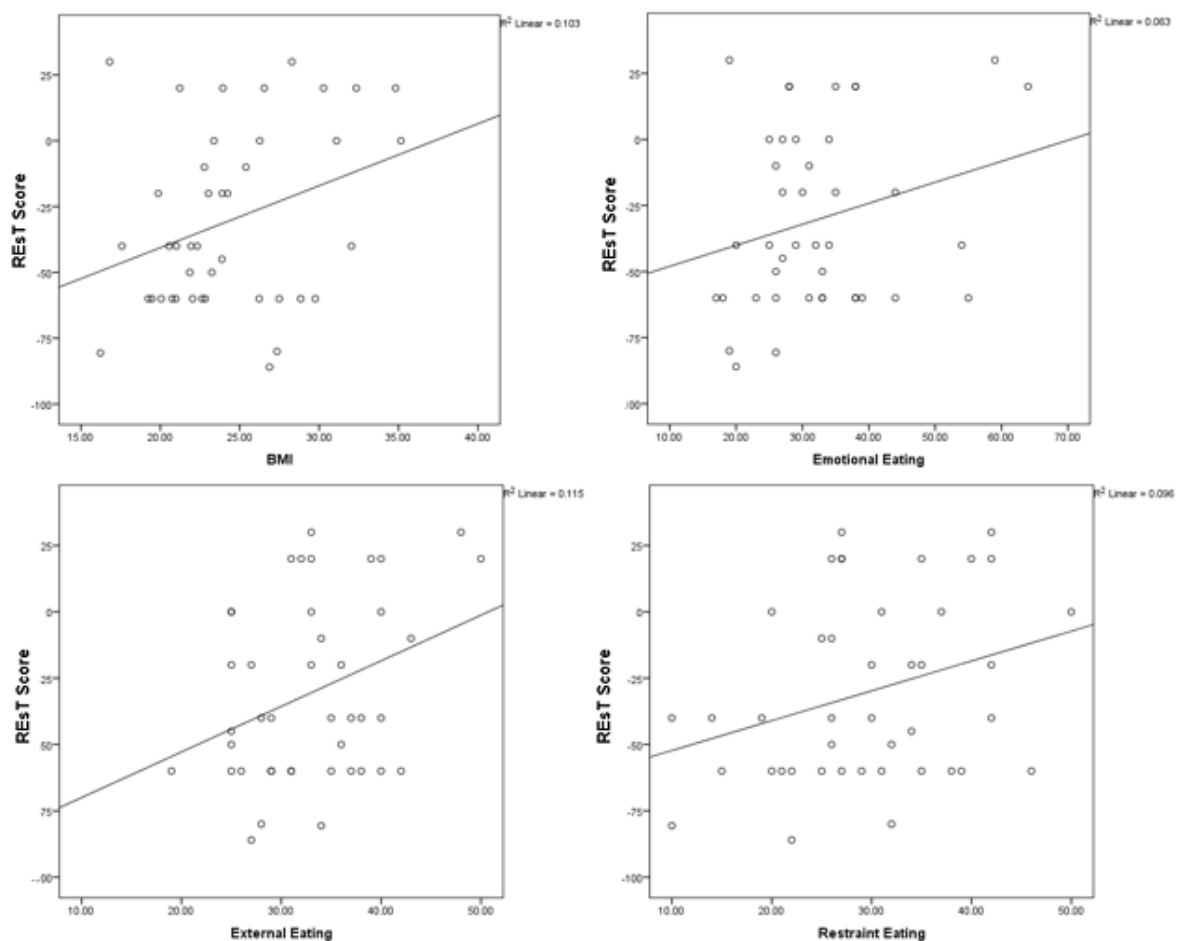 R² Linear = 0.103
25
0
-25
-50
-75
-100
REsT Score
15.00 20.00 25.00 30.00 35.00 40.00
BMI
R² Linear = 0.063
25
0
-25
-50
-75
.00
REsT Score
10.00 20.00 30.00 40.00 50.00 60.00 70.00
Emotional Eating
R² Linear = 0.115
25
0
-25
-50
-75
-.00
REsT Score
10.00 20.00 30.00 40.00 50.00
External Eating
R² Linear = 0.096
25
0
-25
-50
-75
-100
REsT Score
10.00 20.00 30.00 40.00 50.00
Restraint Eating